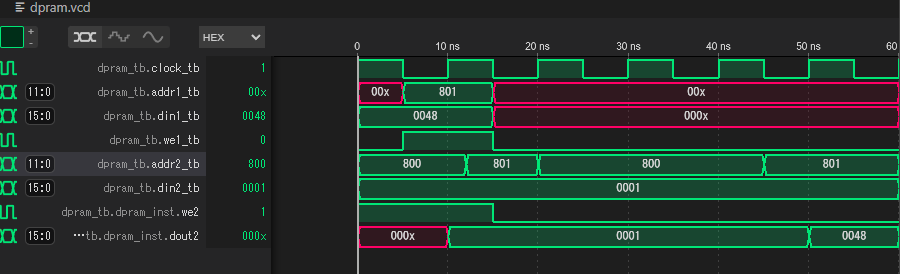 dpram.vcd
+
-
HEX
0 10 ns 20 ns 30 ns 40 ns 50 ns 60
dpram_tb.clock_tb 1
11:0 dpram_tb.addr1_tb 00x 00x 801 00x
15:0 dpram_tb.din1_tb 0048 0048 000x
dpram_tb.we1_tb 0
11:0 dpram_tb.addr2_tb 800 800 801 800 801
15:0 dpram_tb.din2_tb 0001 0001
dpram_tb.dpram_inst.we2 1
15:0 ⋯tb.dpram_inst.dout2 000x 000x 0001 0048